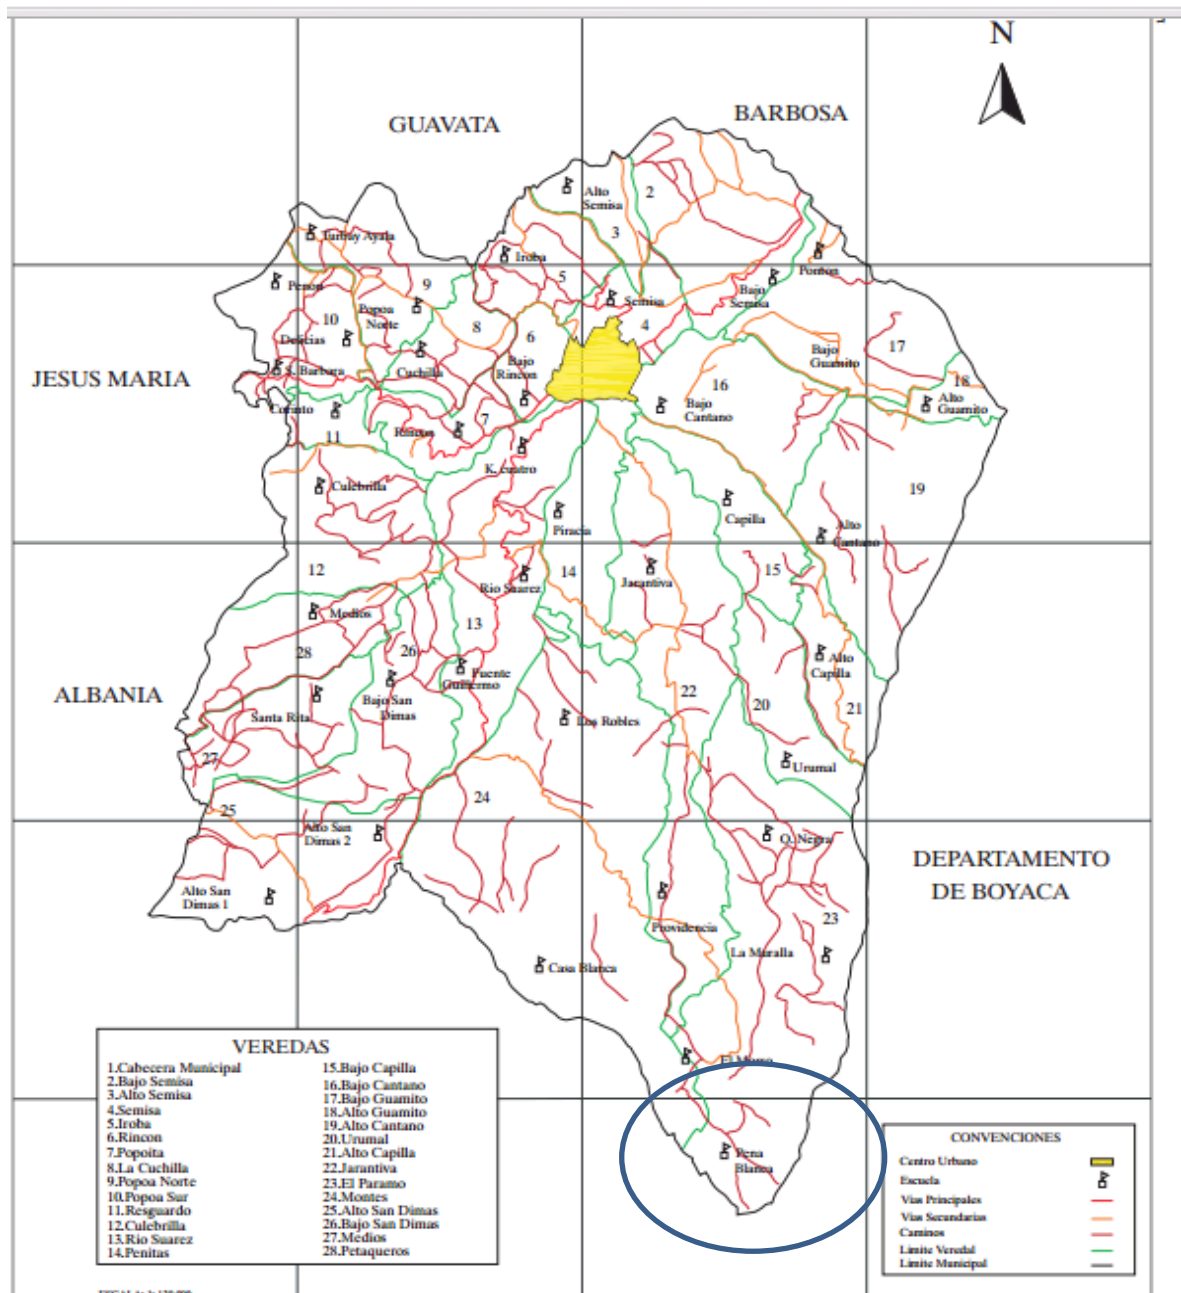 N
GUAVATA
BARBOSA
Alto
Semisa
2
3
Turbay Ayala
Iroba
Ponton
Penon
9
5
Bajo
Semisa
Semisa
Popoa
Norte
10
8
6
4
Delicias
Bajo
Guamito
17
JESUS MARIA
S. Barbara
Cuchilla
Bajo
Rincon
16
18
Corinto
Bajo
Cantano
Alto
Guamito
7
Rincon
11
K. cuatro
Culebrilla
19
Capilla
Piracia
Alto
Cantano
12
14
15
Rio Suarez
Jarantiva
Medios
13
28
26
Puente
Guillermo
Alto
Capilla
ALBANIA
Bajo San
Dimas
22
20
21
Santa Rita
Los Robles
27
Urumal
25
24
Alto San
Dimas 2
Q. Negra
DEPARTAMENTO
DE BOYACA
Alto San
Dimas 1
23
Providencia
La Muralla
Casa Blanca
Pena
Blanca
VEREDAS
1.Cabecera Municipal
2.Bajo Semisa
3.Alto Semisa
4.Semisa
5.Iroba
6.Rincon
7.Popoita
8.La Cuchilla
9.Popoa Norte
10.Popoa Sur
11.Resguardo
12.Culebrilla
13.Rio Suarez
14.Penitas
15.Bajo Capilla
16.Bajo Cantano
17.Bajo Guamito
18.Alto Guamito
19.Alto Cantano
20.Urumal
21.Alto Capilla
22.Jarantiva
23.El Paramo
24.Montes
25.Alto San Dimas
26.Bajo San Dimas
27.Medios
28.Petaqueros
CONVENCIONES
Centro Urbano
Escuela
Vias Principales
Vias Secundarias
Caminos
Limite Veredal
Limite Municipal